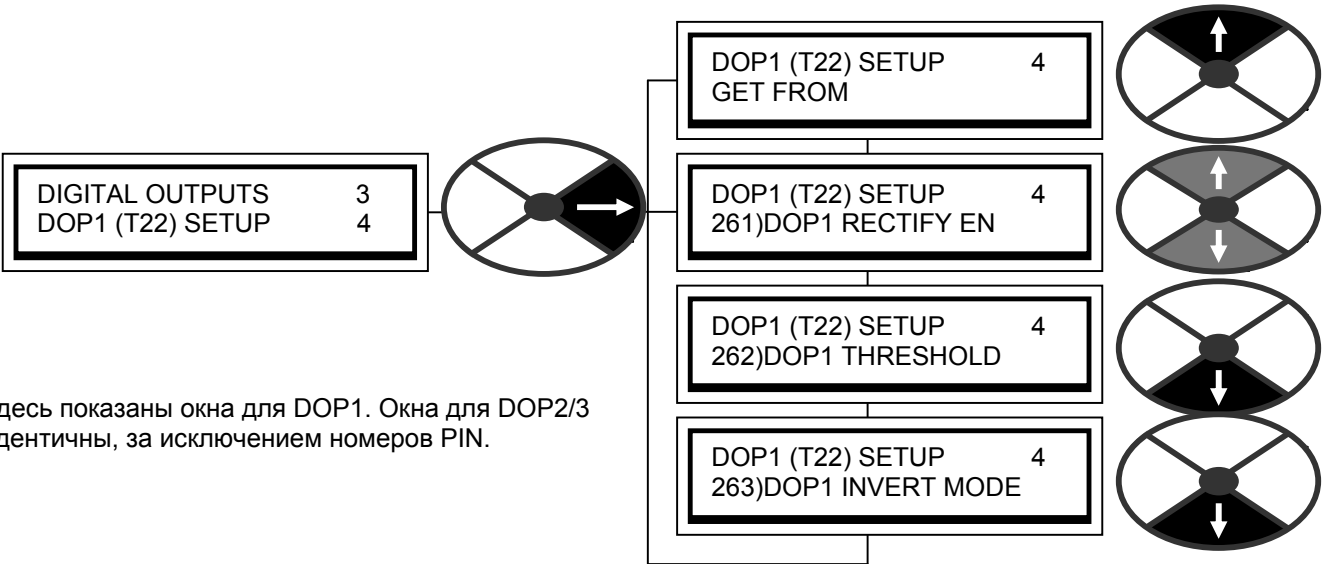 DIGITAL OUTPUTS 3
DOP1 (T22) SETUP 4
DOP1 (T22) SETUP 4
GET FROM
DOP1 (T22) SETUP 4
261)DOP1 RECTIFY EN
DOP1 (T22) SETUP 4
262)DOP1 THRESHOLD
DOP1 (T22) SETUP 4
263)DOP1 INVERT MODE
десь показаны окна для DOP1. Окна для DOP2/3
дентичны, за исключением номеров PIN.